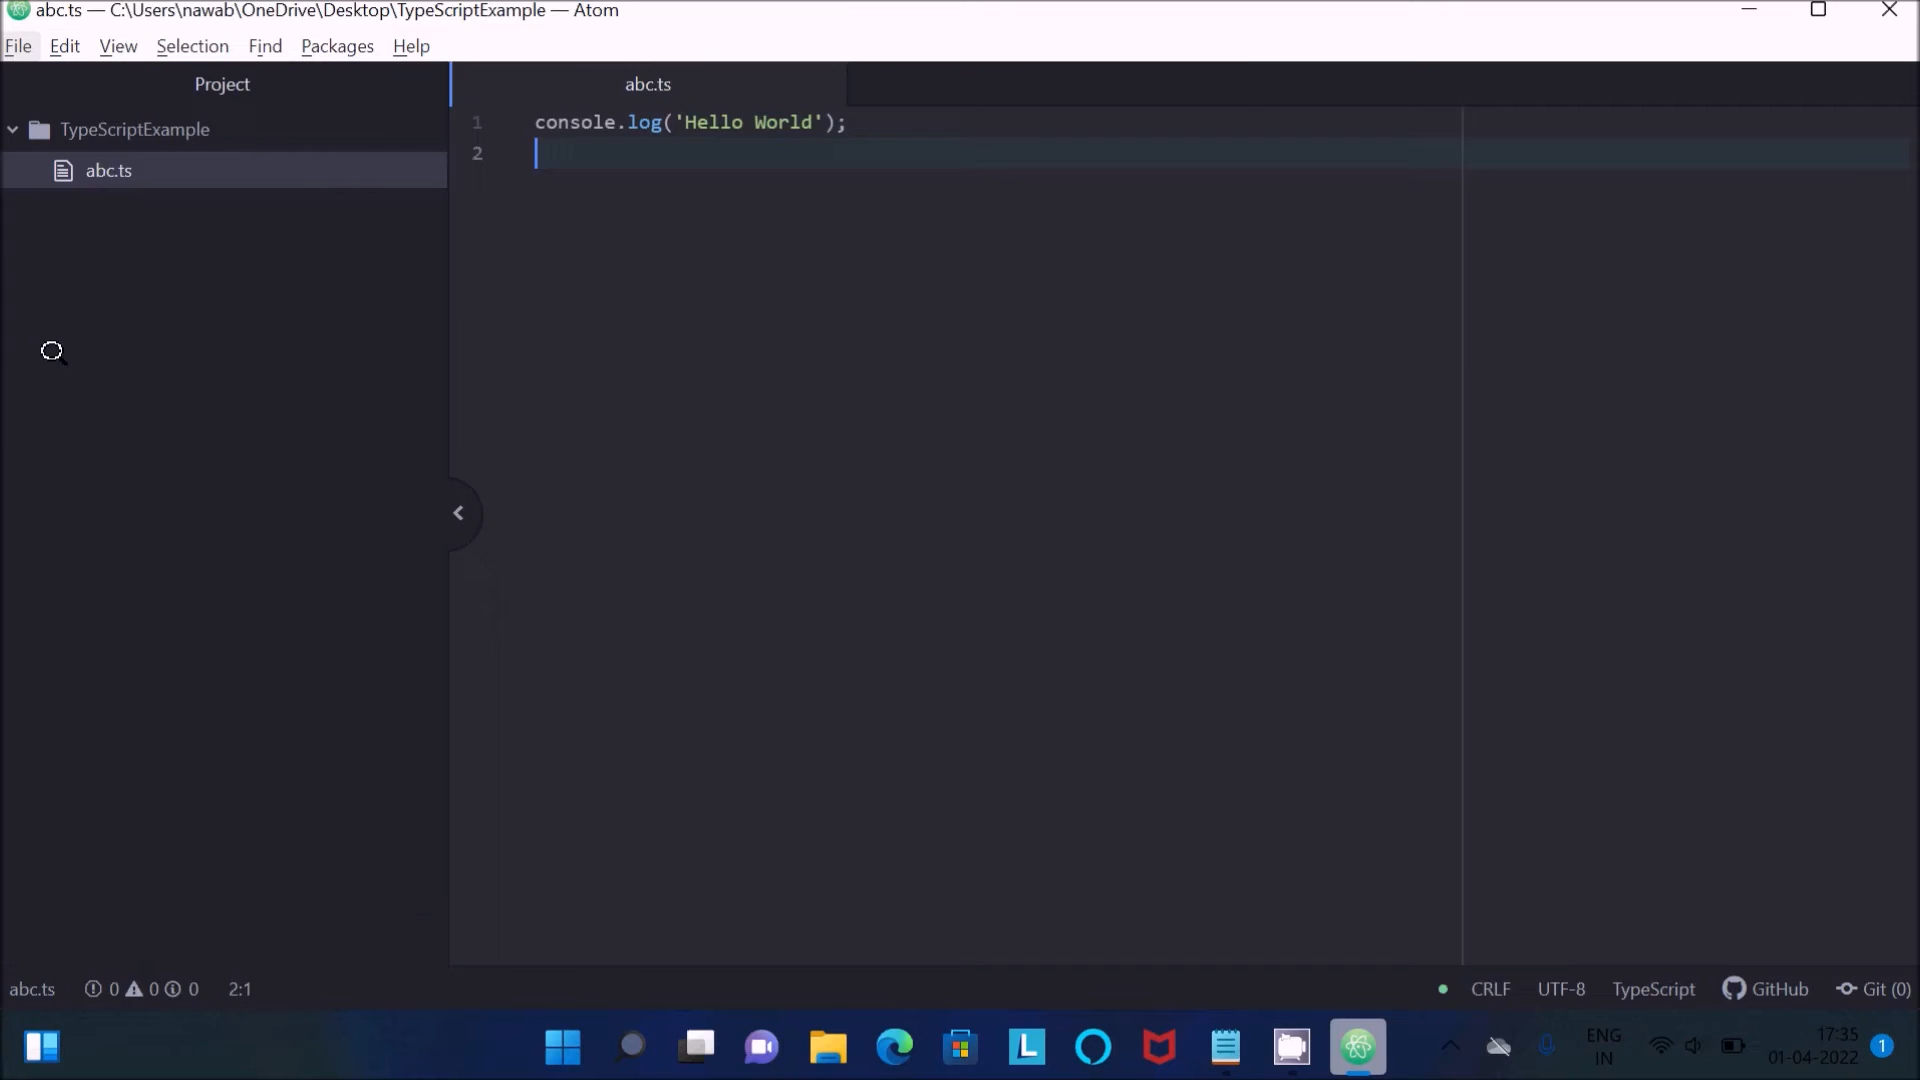 abc.ts — C:\Users\nawab\OneDrive\Desktop\TypeScriptExample — Atom
File Edit View Selection Find Packages Help
Project
abc.ts
TypeScriptExample
abc.ts
1 console.log('Hello World');
2
abc.ts 0 0 0 2:1
CRLF UTF-8 TypeScript GitHub Git (0)
L
ENG
IN
17:35
01-04-2022
1